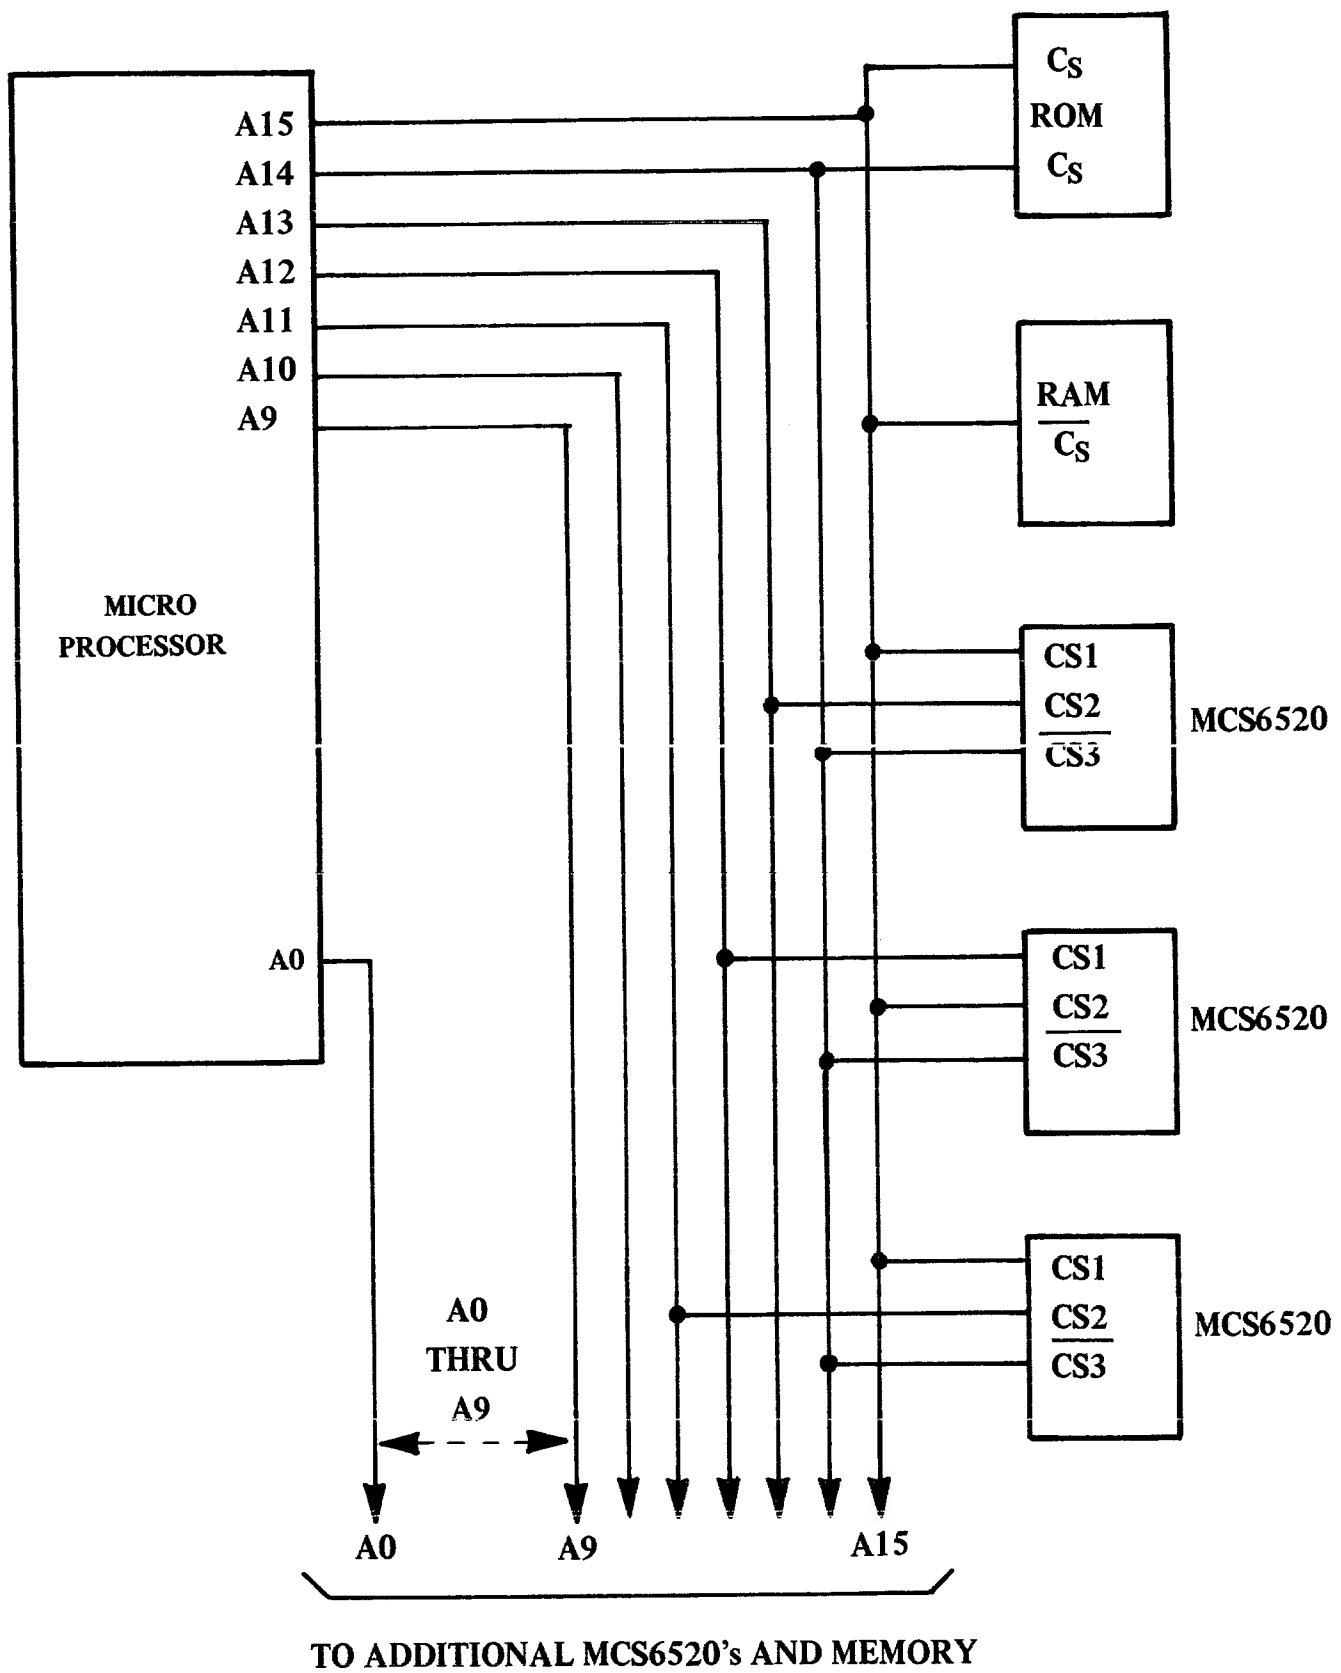 A15
A14
A13
A12
A11
A10
A9
MICRO
PROCESSOR
A0
CS
ROM
CS
RAM
CS
CS1
CS2
CS3
MCS6520
CS1
CS2
CS3
MCS6520
CS1
CS2
CS3
MCS6520
A0
THRU
A9
A0
A9
A15
TO ADDITIONAL MCS6520's AND MEMORY